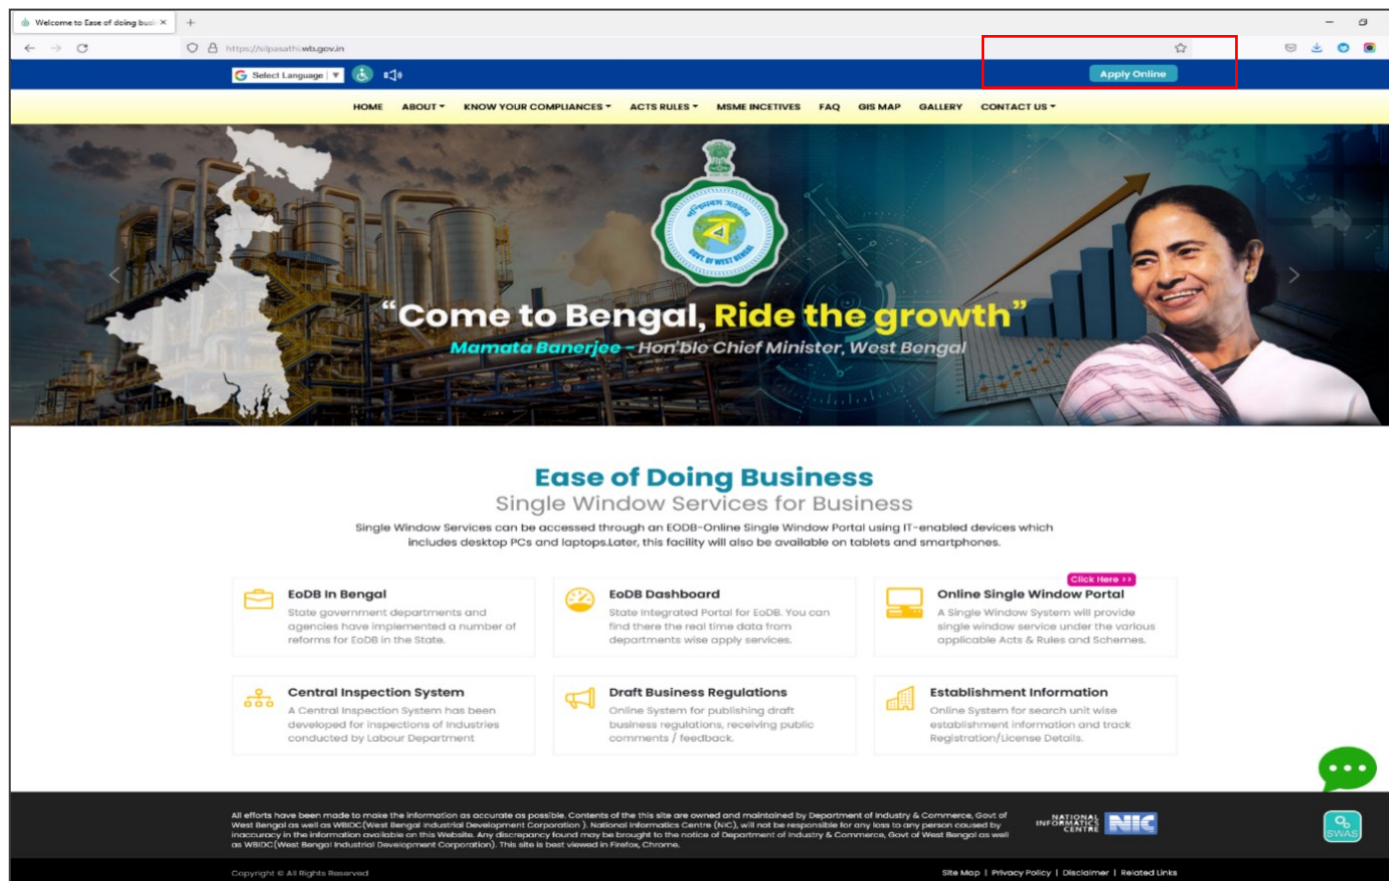 Welcome to Ease of doing busin
https://silpasathi.wb.gov.in
Select Language
Apply Online
HOME ABOUT KNOW YOUR COMPLIANCES ACTS RULES MSME INCETIVES FAQ GIS MAP GALLERY CONTACT US
পশ্চিমবঙ্গ সরকার
ব
GOVT. OF WEST BENGAL
“Come to Bengal, Ride the growth”
Mamata Banerjee - Hon'ble Chief Minister, West Bengal
Ease of Doing Business
Single Window Services for Business
Single Window Services can be accessed through an EODB-Online Single Window Portal using IT-enabled devices which
includes desktop PCs and laptops.Later, this facility will also be available on tablets and smartphones.
EoDB In Bengal
State government departments and
agencies have implemented a number of
reforms for EoDB in the State.
EoDB Dashboard
State Integrated Portal for EoDB. You can
find there the real time data from
departments wise apply services.
Click Here >>
Online Single Window Portal
A Single Window System will provide
single window service under the various
applicable Acts & Rules and Schemes.
Central Inspection System
A Central Inspection System has been
developed for inspections of Industries
conducted by Labour Department
Draft Business Regulations
Online System for publishing draft
business regulations, receiving public
comments / feedback.
Establishment Information
Online System for search unit wise
establishment information and track
Registration/License Details.
All efforts have been made to make the information as accurate as possible. Contents of the this site are owned and maintained by Department of Industry & Commerce, Govt of
West Bengal as well as WBIDC(West Bengal Industrial Development Corporation ). National Informatics Centre (NIC), will not be responsible for any loss to any person caused by
inaccuracy in the information available on this Website. Any discrepancy found may be brought to the notice of Department of Industry & Commerce, Govt of West Bengal as well
as WBIDC(West Bengal Industrial Development Corporation). This site is best viewed in Firefox, Chrome.
NATIONAL
INFORMATICS
CENTRE
NIC
SWAS
Copyright © All Rights Reserved
Site Map | Privacy Policy | Disclaimer | Related Links